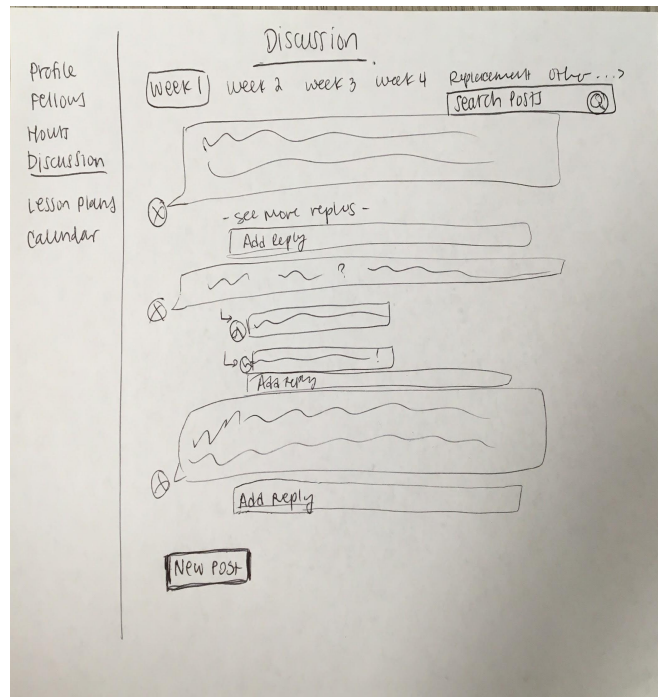 Discussion
Profile
Fellows
Hours
Discussion
Lesson Plans
Calendar
Week 1 Week 2 Week 3 Week 4 Replacement Other...>
Search Posts
- see more replies -
Add Reply
?
!
Add reply
Add Reply
New Post